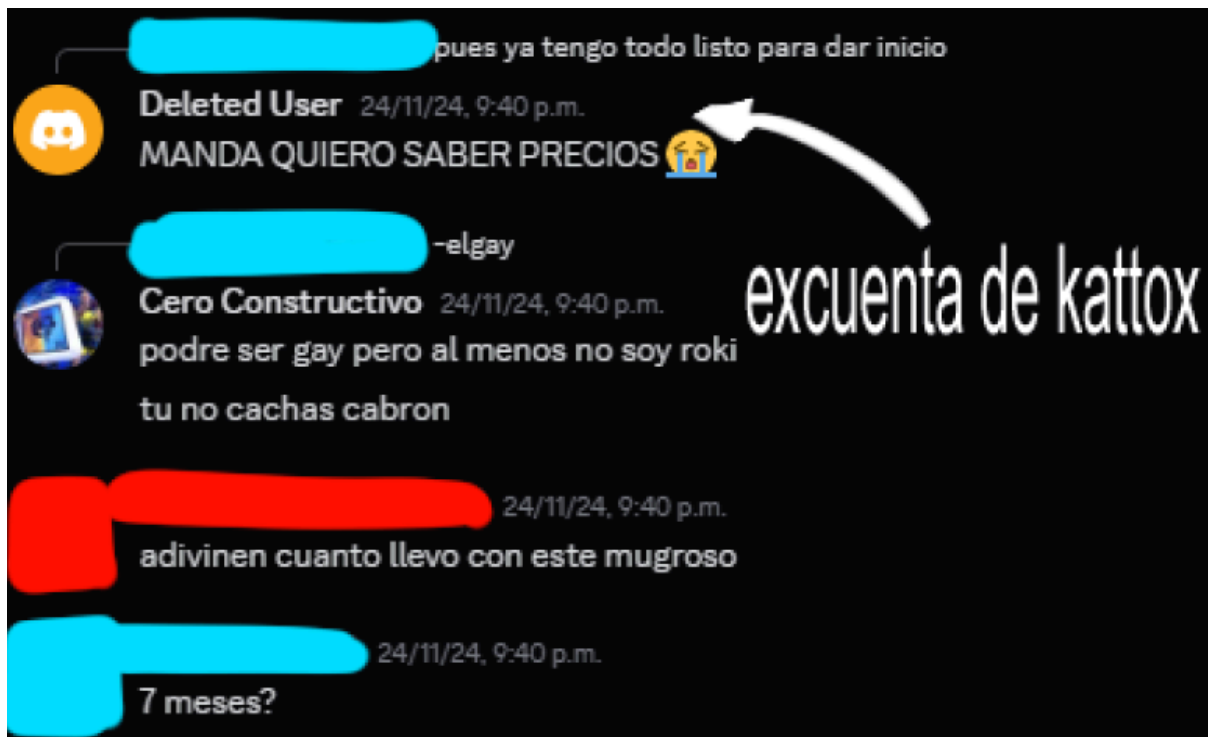 pues ya tengo todo listo para dar inicio
Deleted User 24/11/24, 9:40 p.m.
MANDA QUIERO SABER PRECIOS 😭
-elgay
Cero Constructivo 24/11/24, 9:40 p.m.
podre ser gay pero al menos no soy roki
excuenta de kattox
tu no cachas cabron
24/11/24, 9:40 p.m.
adivinen cuanto llevo con este mugroso
24/11/24, 9:40 p.m.
7 meses?